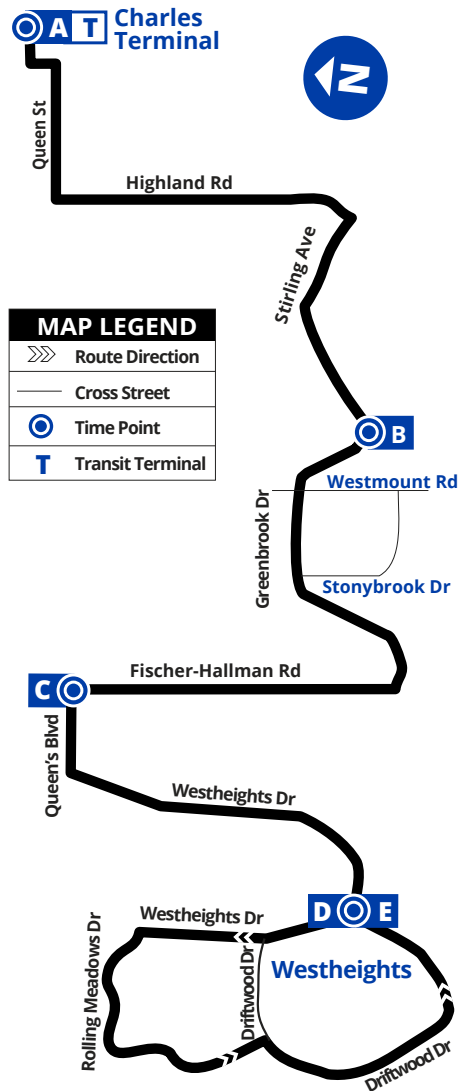 A T Charles
Terminal
N
Queen St
Highland Rd
Stirling Ave
MAP LEGEND
Route Direction
Cross Street
Time Point
T Transit Terminal
B
Westmount Rd
Greenbrook Dr
Stonybrook Dr
Fischer-Hallman Rd
C
Queen's Blvd
Westheights Dr
D E
Westheights Dr
Rolling Meadows Dr
Driftwood Dr
Westheights
Driftwood Dr